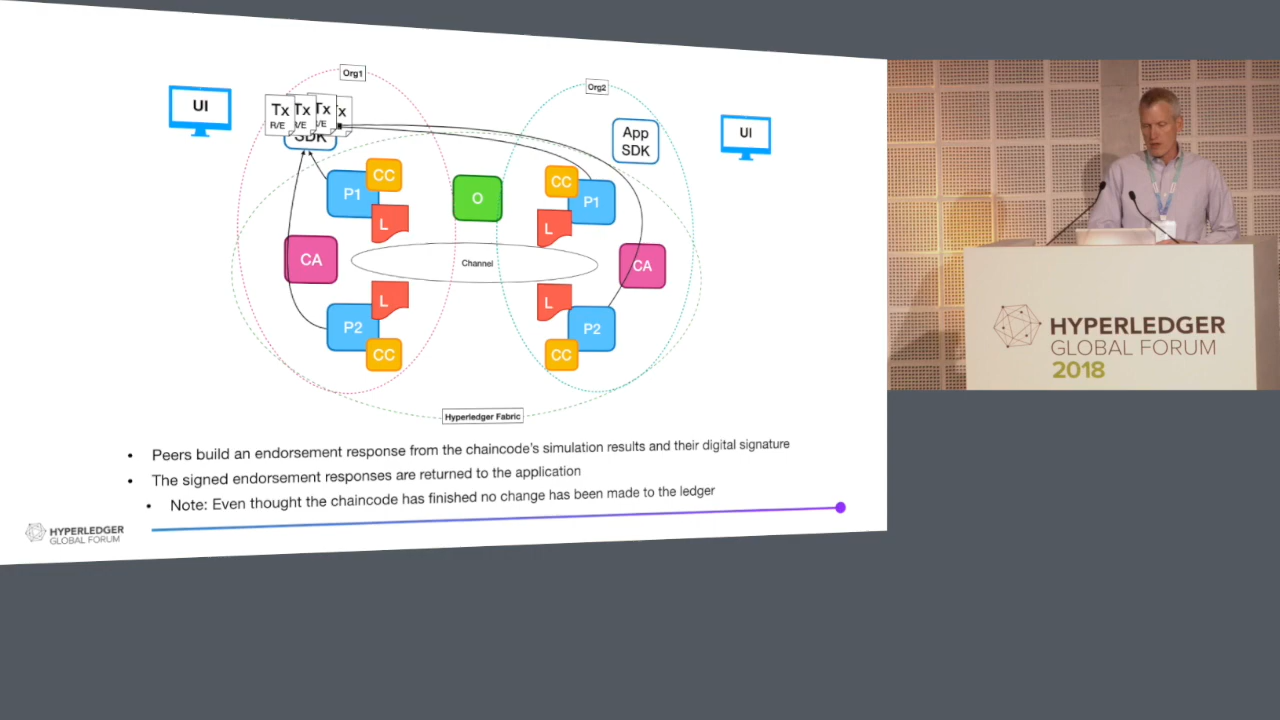 Org1
Org2
UI
Tx Tx Tx x
R/E /E /E
SDK
App
SDK
UI
CC
P1
L
O
CC
P1
L
CA
Channel
CA
L
P2
CC
L
P2
CC
Hyperledger Fabric
• Peers build an endorsement response from the chaincode's simulation results and their digital signature
• The signed endorsement responses are returned to the application
• Note: Even thought the chaincode has finished no change has been made to the ledger
HYPERLEDGER
GLOBAL FORUM
HYPERLEDGER
GLOBAL FORUM
2018